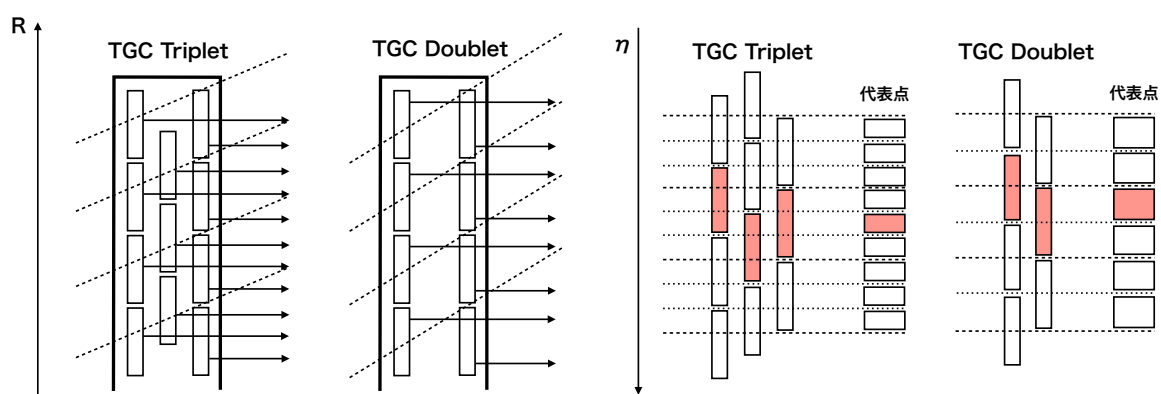 R
TGC Triplet
TGC Doublet
η
TGC Triplet
TGC Doublet
代表点
代表点